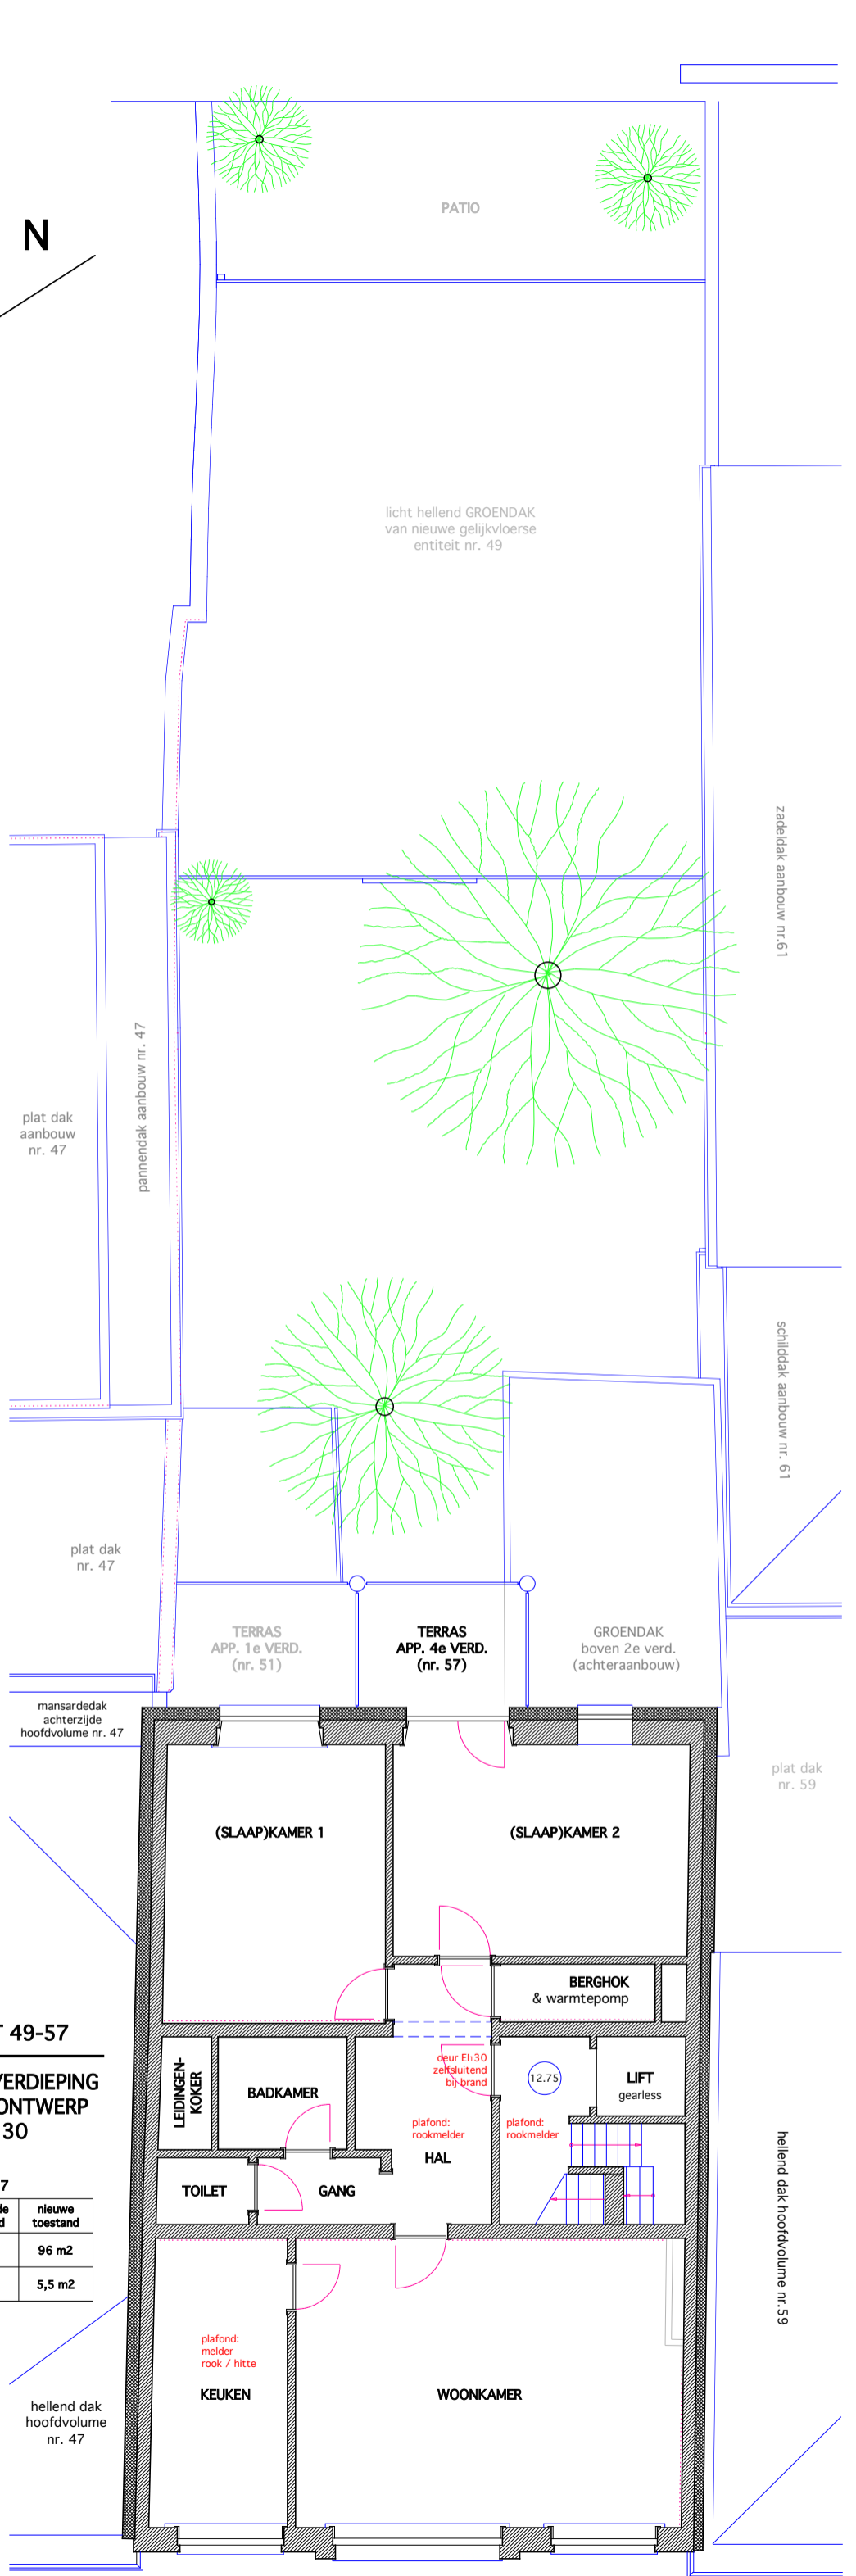 PATIO
N
licht hellend GROENDAK
van nieuwe gelijkvloerse
entiteit nr. 49
zadeldak aanbouw nr.61
pannendak aanbouw nr. 47
plat dak
aanbouw
nr. 47
schilddak aanbouw nr. 61
plat dak
nr. 47
TERRAS
APP. 1e VERD.
(nr. 51)
TERRAS
APP. 4e VERD.
(nr. 57)
GROENDAK
boven 2e verd.
(achteraanbouw)
mansardedak
achterzijde
hoofdvolume nr. 47
plat dak
nr. 59
(SLAAP)KAMER 1
(SLAAP)KAMER 2
BERGHOK
& warmtepomp
T 49-57
VERDIEPING
ONTWERP
30
7
nieuwe
toestand
96 m2
5,5 m2
LEIDINGEN-
KOKER
BADKAMER
deur EI130
zelfsluitend
bij brand
12.75
LIFT
gearless
plafond:
rookmelder
plafond:
rookmelder
HAL
TOILET
GANG
hellend dak hoofdvolume nr.59
plafond:
melder
rook / hitte
KEUKEN
WOONKAMER
hellend dak
hoofdvolume
nr. 47